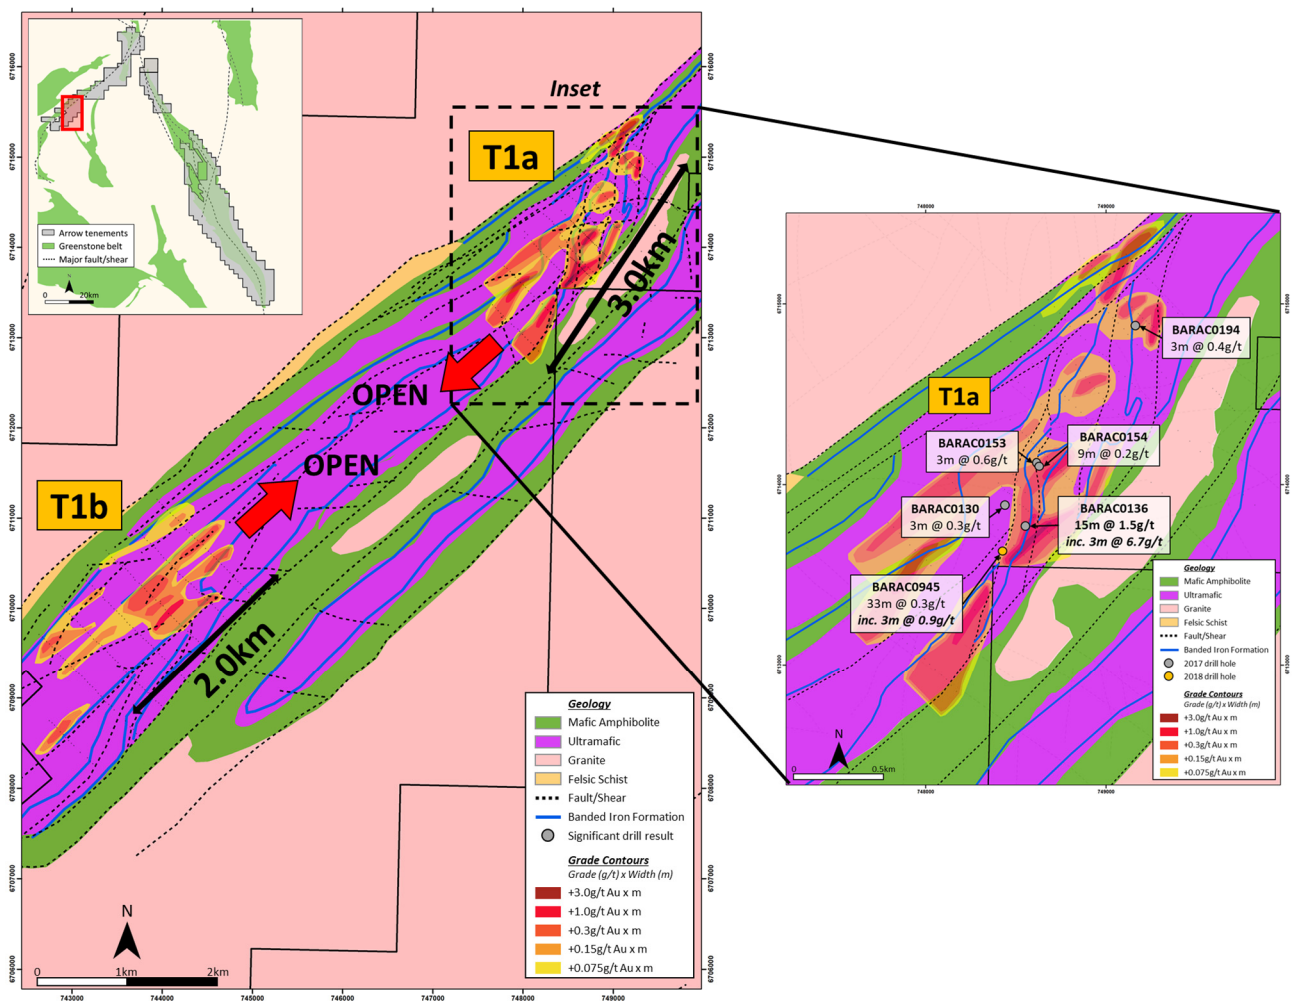 Arrow tenements
Greenstone belt
Major fault/shear
N
0 20km
Inset
T1a
3.0km
OPEN
OPEN
T1b
2.0km
Geology
Mafic Amphibolite
Ultramafic
Granite
Felsic Schist
Fault/Shear
Banded Iron Formation
Significant drill result
Grade Contours
Grade (g/t) x Width (m)
+3.0g/t Au x m
+1.0g/t Au x m
+0.3g/t Au x m
+0.15g/t Au x m
+0.075g/t Au x m
N
0 1km 2km
743000 744000 745000 746000 747000 748000 749000
6716000
6715000
6714000
6713000
6712000
6711000
6710000
6709000
6708000
6707000
6706000
748000 749000
6715000
6714000
6713000
BARAC0194
3m @ 0.4g/t
T1a
BARAC0153
3m @ 0.6g/t
BARAC0154
9m @ 0.2g/t
BARAC0130
3m @ 0.3g/t
BARAC0136
15m @ 1.5g/t
inc. 3m @ 6.7g/t
BARAC0945
33m @ 0.3g/t
inc. 3m @ 0.9g/t
Geology
Mafic Amphibolite
Ultramafic
Granite
Felsic Schist
Fault/Shear
Banded Iron Formation
2017 drill hole
2018 drill hole
Grade Contours
Grade (g/t) x Width (m)
+3.0g/t Au x m
+1.0g/t Au x m
+0.3g/t Au x m
+0.15g/t Au x m
+0.075g/t Au x m
N
0 0.5km
748000 749000